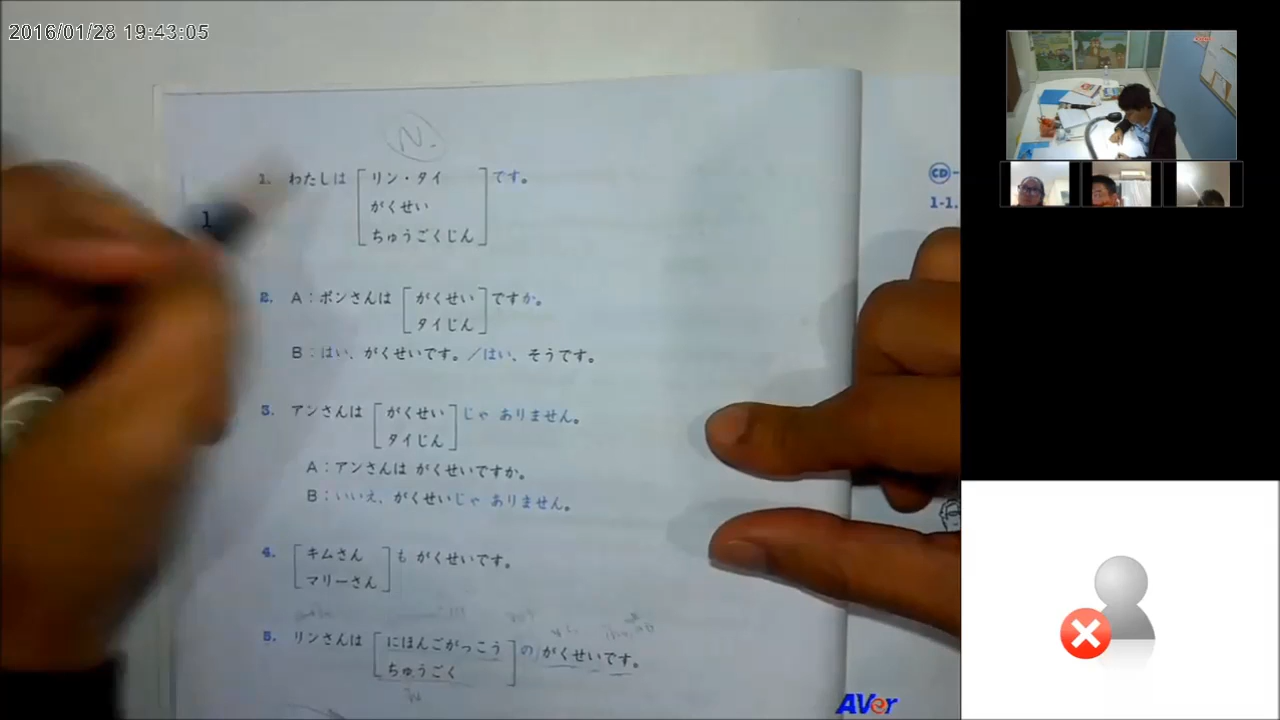 2016/01/28 19:43:05
N.
1
1. わたしは [リン・タイ] です。
がくせい
ちゅうごくじん
2. A：ポンさんは [がくせい] ですか。
タイじん
B：はい、がくせいです。／はい、そうです。
3. アンさんは [がくせい] じゃ ありません。
タイじん
A：アンさんは がくせいですか。
B：いいえ、がくせいじゃ ありません。
4. [キムさん] も がくせいです。
マリーさん
5. リンさんは [にほんごがっこう] の がくせいです。
ちゅうごく
N
CD-
1-1.
AVer